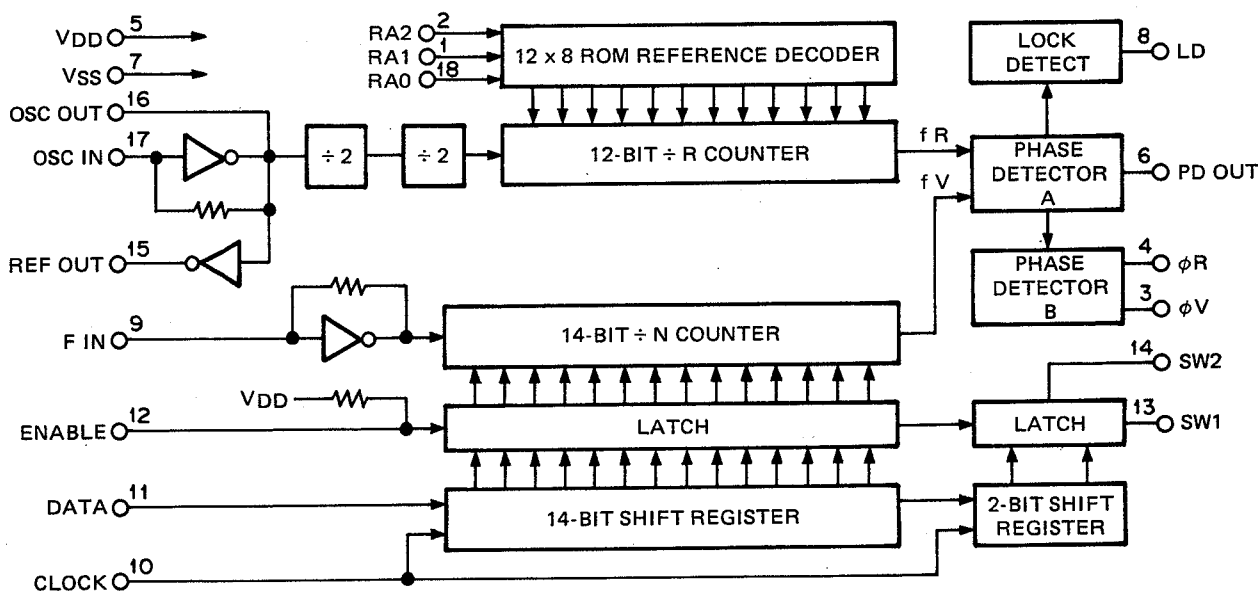 VDD 5
VSS 7
OSC OUT 16
OSC IN 17
REF OUT 15
F IN 9
VDD
ENABLE 12
DATA 11
CLOCK 10
RA2 2
RA1 1
RA0 18
12 x 8 ROM REFERENCE DECODER
÷ 2
÷ 2
12-BIT ÷ R COUNTER
f R
f V
14-BIT ÷ N COUNTER
LATCH
14-BIT SHIFT REGISTER
LOCK
DETECT
8 LD
PHASE
DETECTOR
A
6 PD OUT
PHASE
DETECTOR
B
4 ϕR
3 ϕV
14 SW2
LATCH
13 SW1
2-BIT SHIFT
REGISTER